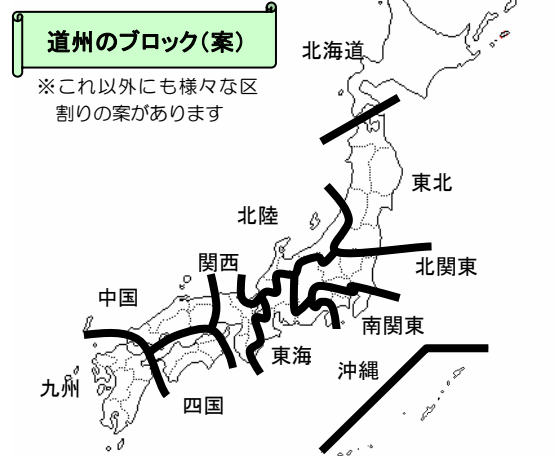 道州のブロック(案)
※これ以外にも様々な区
割りの案があります
北海道
東北
北陸
関西
北関東
中国
南関東
東海
沖縄
九州
四国